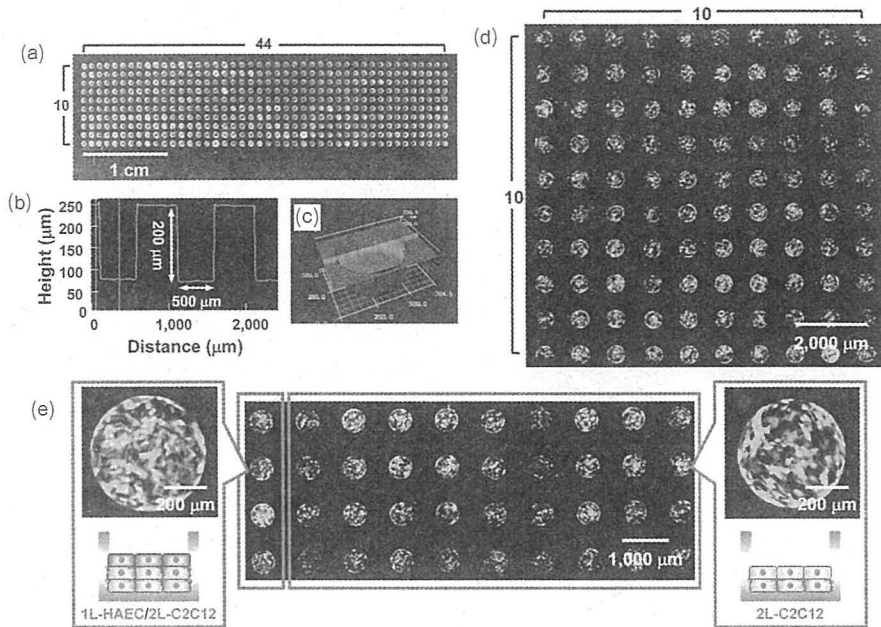 (a)
44
10
1 cm
(b)
Height (μm)
250
200
150
100
50
0
200 μm
500 μm
0
1,000
2,000
Distance (μm)
(c)
(d)
10
10
2,000 μm
(e)
200 μm
1L-HAEC/2L-C2C12
1,000 μm
200 μm
2L-C2C12